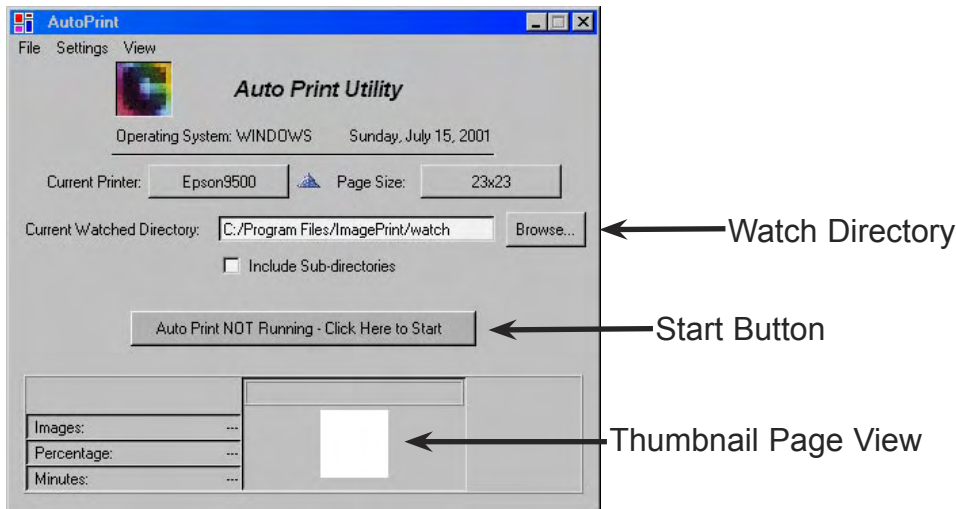 AutoPrint
File Settings View
Auto Print Utility
Operating System: WINDOWS Sunday, July 15, 2001
Current Printer: Epson9500 Page Size: 23x23
Current Watched Directory: C:/Program Files/ImagePrint/watch Browse... Watch Directory
Include Sub-directories
Auto Print NOT Running - Click Here to Start Start Button
Images: ---
Percentage: --- Thumbnail Page View
Minutes: ---